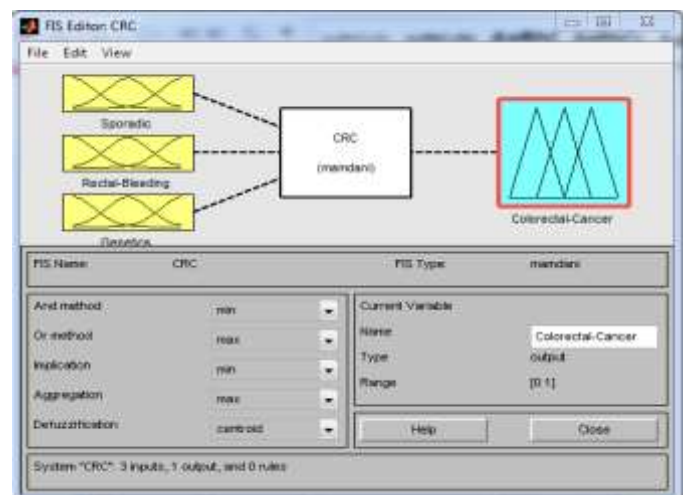 FIS Editor: CRC
File Edit View
Sporadic
Rectal-Bleeding
Genetics
CRC
(mamdani)
Colorectal-Cancer
FIS Name: CRC
FIS Type: mamdani
And method min
Or method max
Implication min
Aggregation max
Defuzzification centroid
Current Variable
Name Colorectal-Cancer
Type output
Range [0 1]
Help Close
System "CRC": 3 inputs, 1 output, and 0 rules